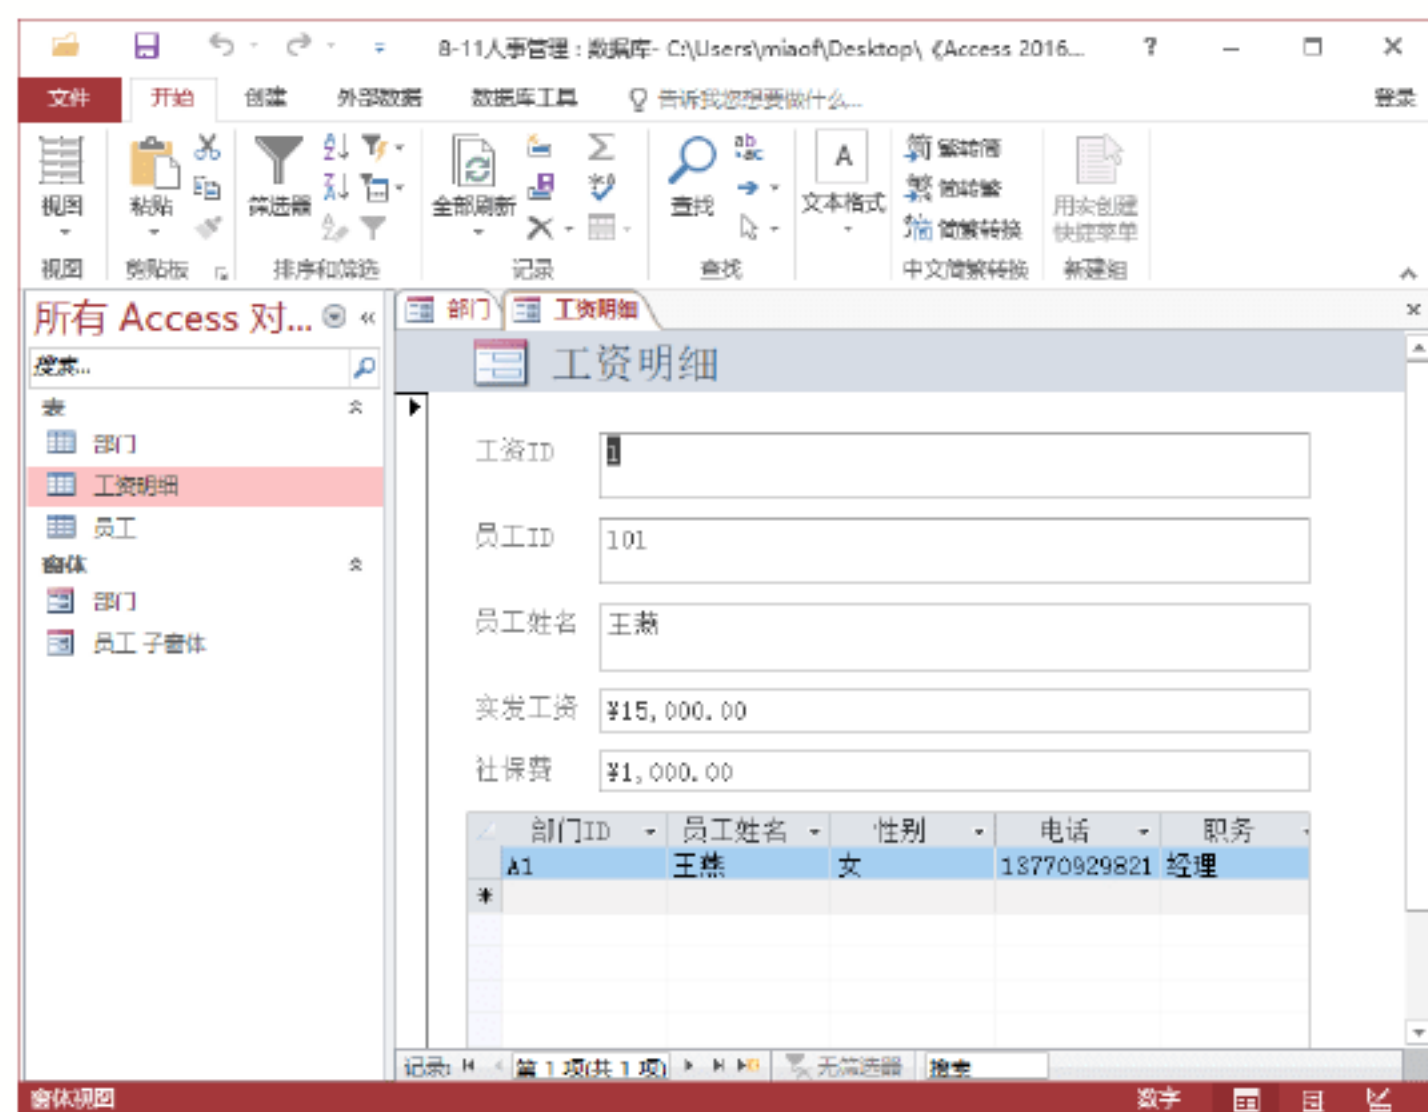 8-11人事管理 : 数据库- C:\Users\miaof\Desktop\《Access 2016... ?
文件 开始 创建 外部数据 数据库工具 告诉我您想要做什么... 登录
视图 粘贴 筛选器 全部刷新 查找 A 文本格式 繁转简 简转繁 简繁转换 用宏创建 快捷菜单
视图 剪贴板 排序和筛选 记录 查找 中文简繁转换 新建组
所有 Access 对... «
部门 工资明细
搜索...
工资明细
表
部门
工资明细
员工
窗体
部门
员工 子窗体
工资ID 1
员工ID 101
员工姓名 王燕
实发工资 ¥15,000.00
社保费 ¥1,000.00
部门ID 员工姓名 性别 电话 职务
A1 王燕 女 13770929821 经理
*
记录: 第 1 项(共 1 项) 无筛选器 搜索
窗体视图 数字